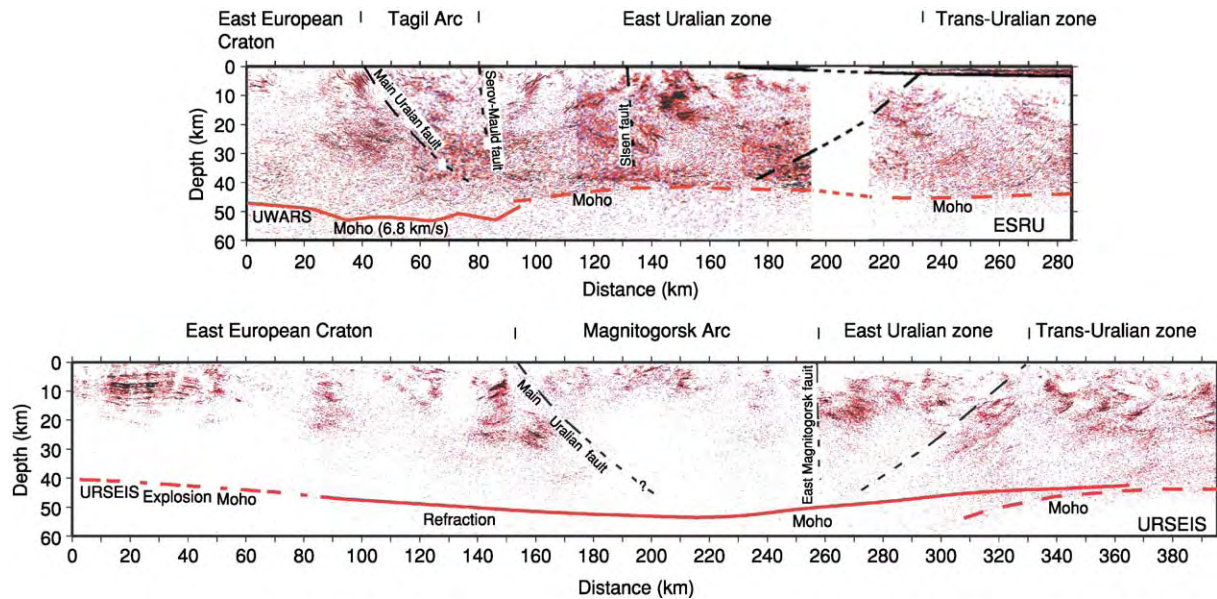 East European Craton
Tagil Arc
East Uralian zone
Trans-Uralian zone
Depth (km)
0
10
20
30
40
50
60
Main Uralian fault
Serov-Mauld fault
Sisen fault
UWARS
Moho (6.8 km/s)
Moho
Moho
ESRU
0 20 40 60 80 100 120 140 160 180 200 220 240 260 280
Distance (km)
East European Craton
Magnitogorsk Arc
East Uralian zone
Trans-Uralian zone
Depth (km)
0
10
20
30
40
50
60
Main Uralian fault
?
East Magnitogorsk fault
URSEIS Explosion Moho
Refraction
Moho
Moho
URSEIS
0 20 40 60 80 100 120 140 160 180 200 220 240 260 280 300 320 340 360 380
Distance (km)